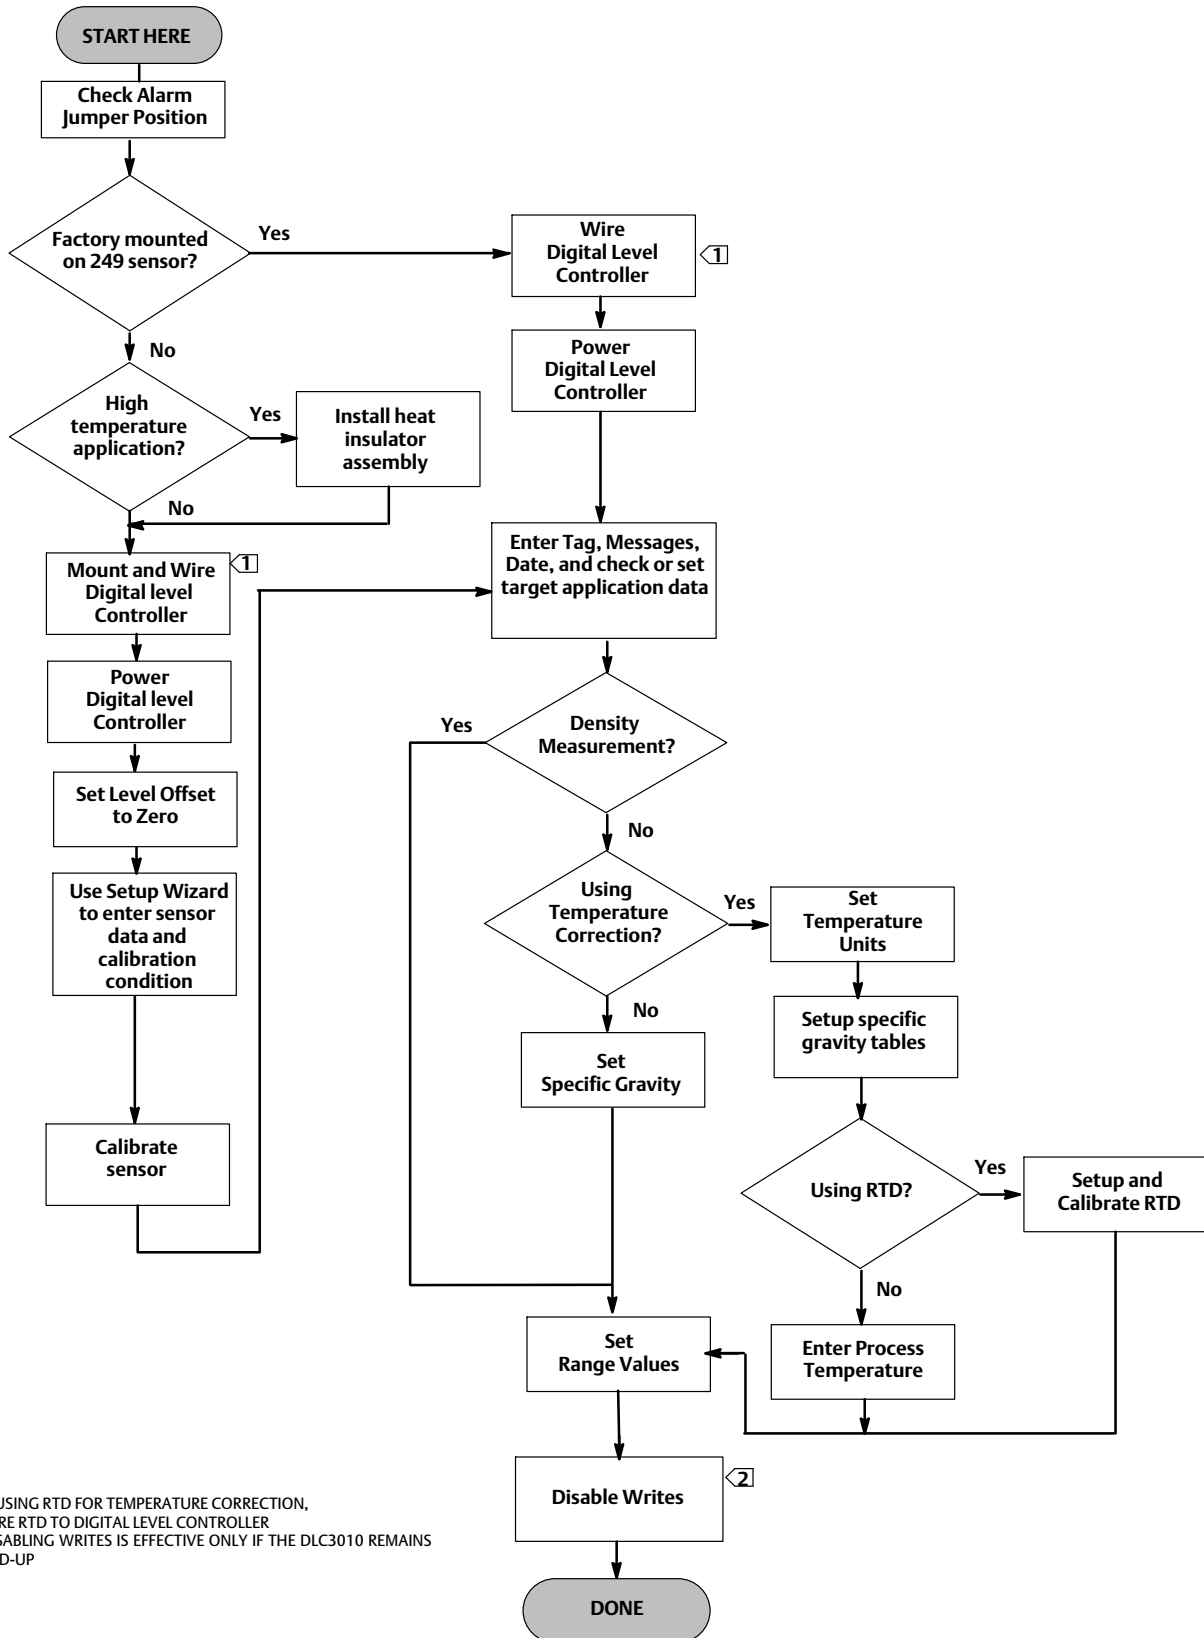 START HERE
Check Alarm
Jumper Position
Factory mounted
on 249 sensor?
Yes
No
Wire
Digital Level
Controller
1
Power
Digital Level
Controller
High
temperature
application?
Yes
No
Install heat
insulator
assembly
Mount and Wire
Digital level
Controller
1
Power
Digital level
Controller
Set Level Offset
to Zero
Use Setup Wizard
to enter sensor
data and
calibration
condition
Calibrate
sensor
Enter Tag, Messages,
Date, and check or set
target application data
Density
Measurement?
Yes
No
Using
Temperature
Correction?
Yes
No
Set
Temperature
Units
Setup specific
gravity tables
Set
Specific Gravity
Using RTD?
Yes
No
Setup and
Calibrate RTD
Enter Process
Temperature
Set
Range Values
Disable Writes
2
DONE
USING RTD FOR TEMPERATURE CORRECTION,
RE RTD TO DIGITAL LEVEL CONTROLLER
SABLING WRITES IS EFFECTIVE ONLY IF THE DLC3010 REMAINS
D-UP